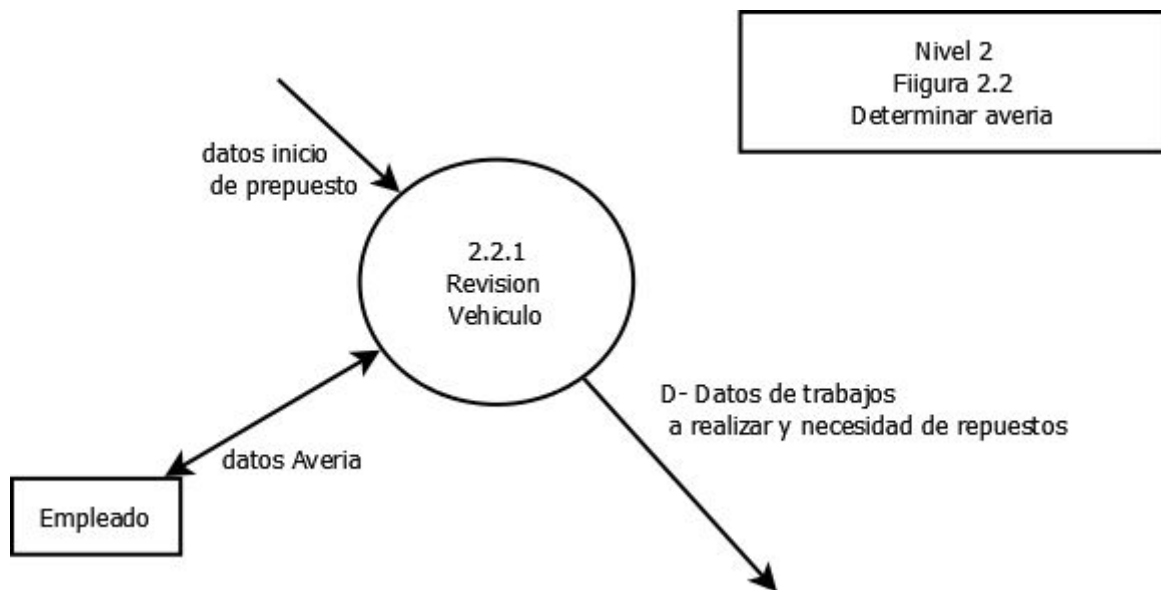 Nivel 2
Fiigura 2.2
Determinar averia
datos inicio
de prepuesto
2.2.1
Revision
Vehiculo
D- Datos de trabajos
a realizar y necesidad de repuestos
datos Averia
Empleado